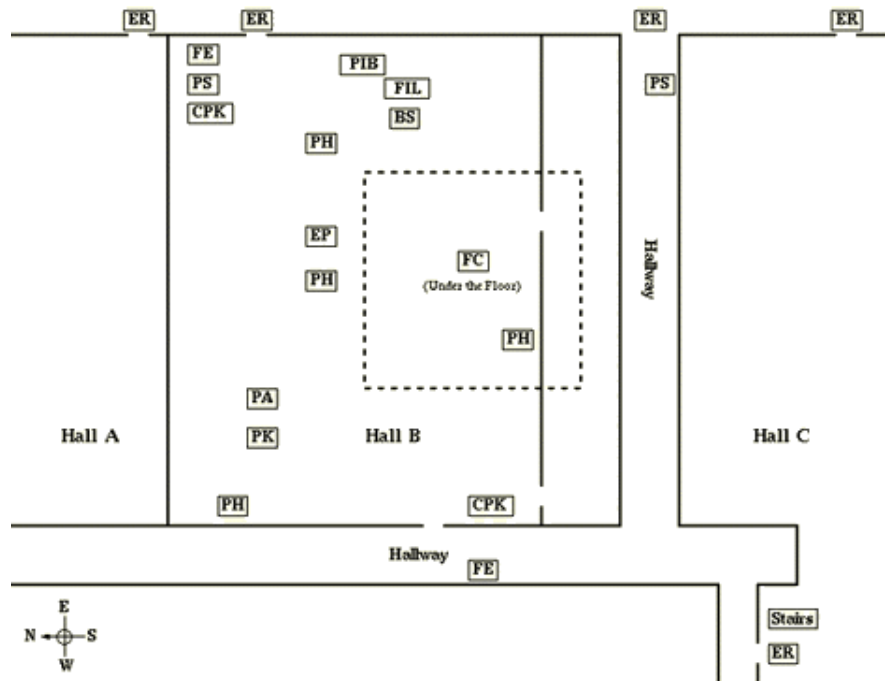 ER
ER
ER
ER
FE
PIB
PS
FIL
PS
CPK
BS
PH
EP
Hallway
FC
PH
(Under the Floor)
PH
PA
Hall A
PK
Hall B
Hall C
PH
CPK
Hallway
FE
E
N
S
W
Stairs
ER